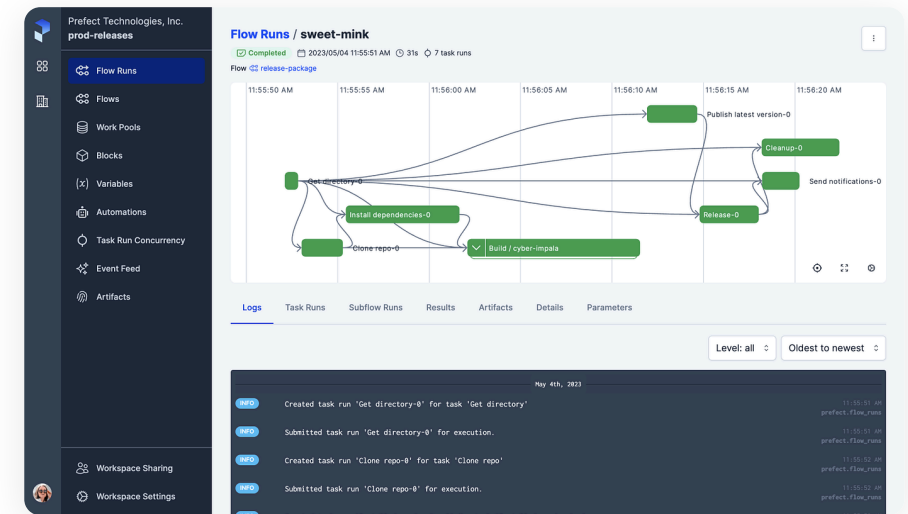 Prefect Technologies, Inc.
prod-releases
Flow Runs
Flows
Work Pools
Blocks
Variables
Automations
Task Run Concurrency
Event Feed
Artifacts
Workspace Sharing
Workspace Settings
Flow Runs / sweet-mink
Completed 2023/05/04 11:55:51 AM 31s 7 task runs
Flow release-package
11:55:50 AM 11:55:55 AM 11:56:00 AM 11:56:05 AM 11:56:10 AM 11:56:15 AM 11:56:20 AM
Publish latest version-0
Cleanup-0
Get directory-0
Send notifications-0
Install dependencies-0
Release-0
Clone repo-0
Build / cyber-impala
Logs Task Runs Subflow Runs Results Artifacts Details Parameters
Level: all Oldest to newest
May 4th, 2023
INFO Created task run 'Get directory-0' for task 'Get directory' 11:55:51 AM
prefect.flow_runs
INFO Submitted task run 'Get directory-0' for execution. 11:55:51 AM
prefect.flow_runs
INFO Created task run 'Clone repo-0' for task 'Clone repo' 11:55:52 AM
prefect.flow_runs
INFO Submitted task run 'Clone repo-0' for execution. 11:55:52 AM
prefect.flow_runs